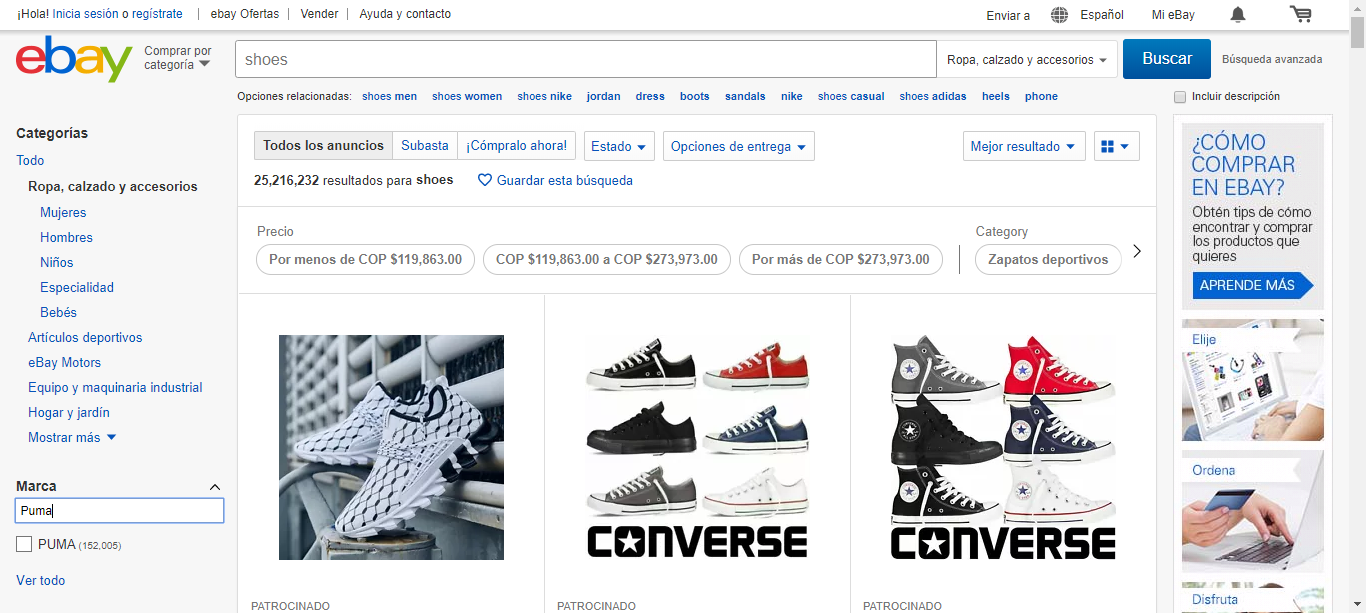 ¡Hola! Inicia sesión o regístrate | ebay Ofertas | Vender | Ayuda y contacto
Enviar a Español Mi eBay
ebay
Comprar por
categoría
shoes
Ropa, calzado y accesorios
Buscar
Búsqueda avanzada
Opciones relacionadas: shoes men shoes women shoes nike jordan dress boots sandals nike shoes casual shoes adidas heels phone
Incluir descripción
Categorías
Todo
Ropa, calzado y accesorios
Mujeres
Hombres
Niños
Especialidad
Bebés
Artículos deportivos
eBay Motors
Equipo y maquinaria industrial
Hogar y jardín
Mostrar más
Marca
Puma
PUMA (152,005)
Ver todo
Todos los anuncios Subasta ¡Cómpralo ahora! Estado Opciones de entrega Mejor resultado
25,216,232 resultados para shoes Guardar esta búsqueda
Precio
Por menos de COP $119,863.00 COP $119,863.00 a COP $273,973.00 Por más de COP $273,973.00
Category
Zapatos deportivos
CONVERSE
CONVERSE
PATROCINADO
PATROCINADO
PATROCINADO
¿CÓMO
COMPRAR
EN EBAY?
Obtén tips de cómo
encontrar y comprar
los productos que
quieres
APRENDE MÁS
Elije
Ordena
Disfruta